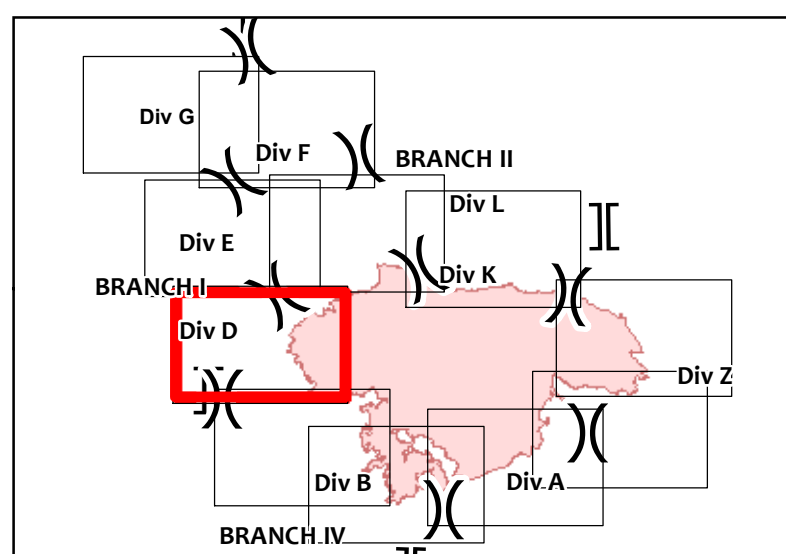 Div G
Div F
BRANCH II
Div L
Div E
Div K
BRANCH I
Div D
Div Z
Div B
Div A
BRANCH IV